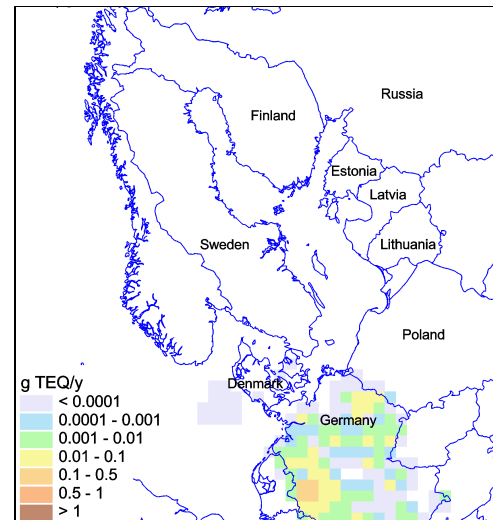 Russia
Finland
Estonia
Latvia
Sweden
Lithuania
Poland
g TEQ/y
Denmark
< 0.0001
0.0001 - 0.001
Germany
0.001 - 0.01
0.01 - 0.1
0.1 - 0.5
0.5 - 1
> 1